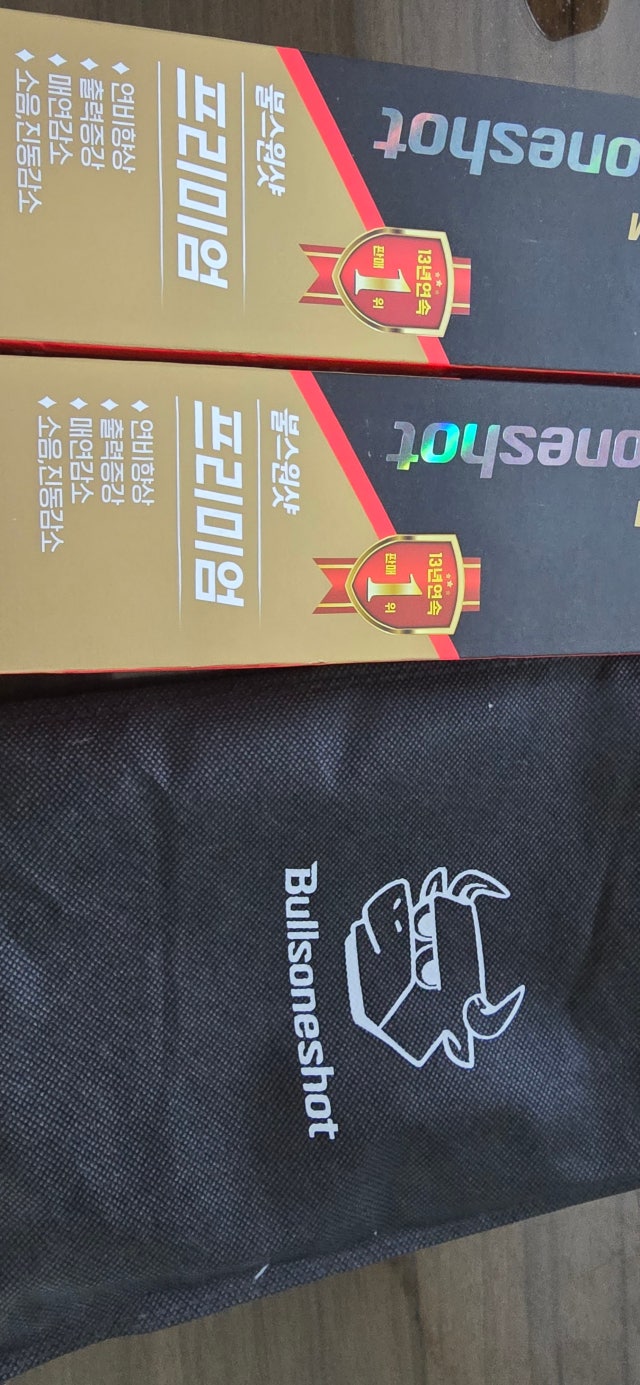 oneshot
13년연속
판매
1
위
불스원샷
프리미엄
◆ 연비향상
◆ 출력증강
◆ 매연감소
◆ 소음,진동감소
oneshot
13년연속
판매
1
위
불스원샷
프리미엄
◆ 연비향상
◆ 출력증강
◆ 매연감소
◆ 소음,진동감소
Bullsoneshot